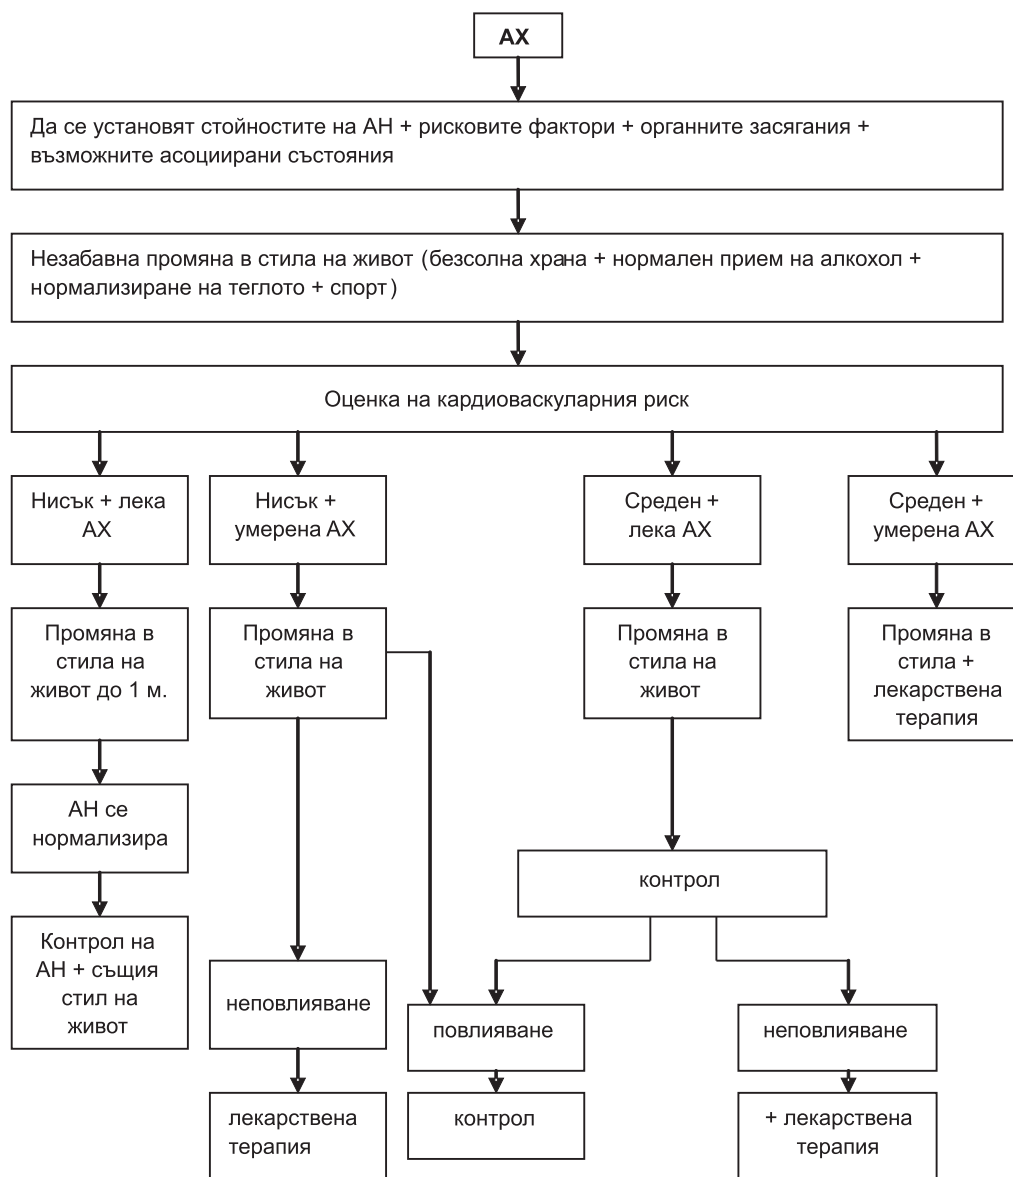 АХ
Да се установят стойностите на АН + рисковите фактори + органните засягания +
възможните асоциирани състояния
Незабавна промяна в стила на живот (безсолна храна + нормален прием на алкохол +
нормализиране на теглото + спорт)
Оценка на кардиоваскуларния риск
Нисък + лека
АХ
Нисък +
умерена АХ
Среден +
лека АХ
Среден +
умерена АХ
Промяна в
стила на
живот до 1 м.
Промяна в
стила на
живот
Промяна в
стила на
живот
Промяна в
стила +
лекарствена
терапия
АН се
нормализира
контрол
Контрол на
АН + същия
стил на
живот
неповлияване
повлияване
неповлияване
лекарствена
терапия
контрол
+ лекарствена
терапия